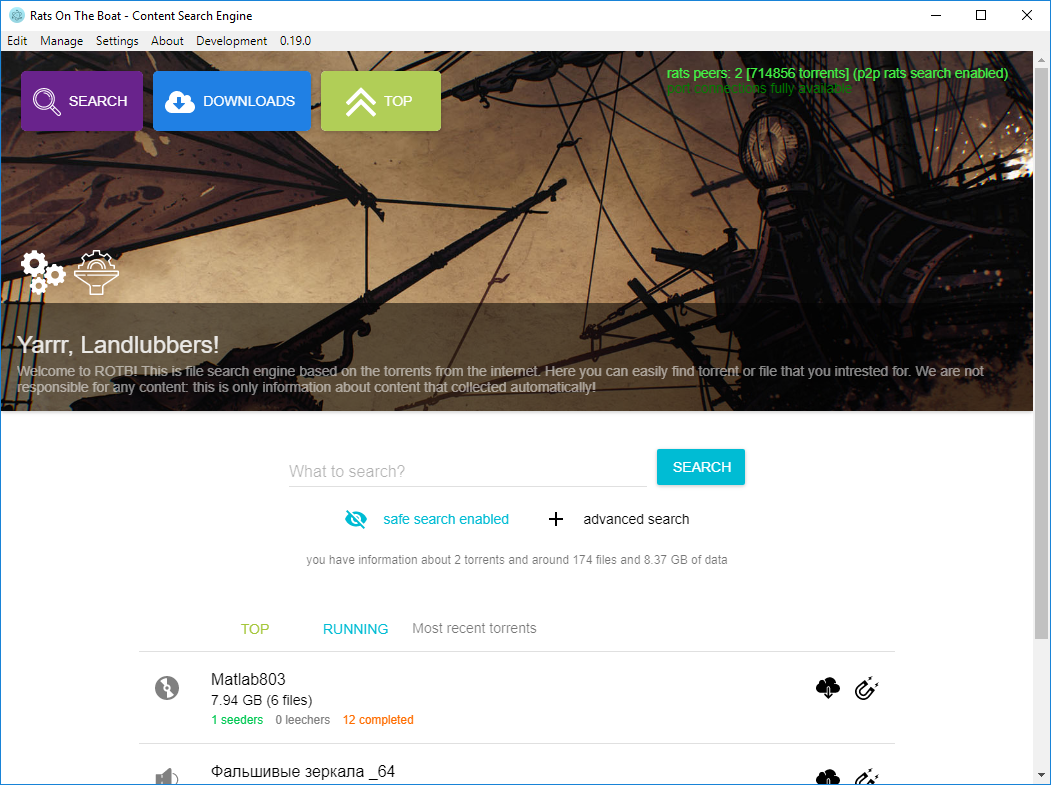 Rats On The Boat - Content Search Engine
Edit Manage Settings About Development 0.19.0
SEARCH DOWNLOADS TOP
rats peers: 2 [714856 torrents] (p2p rats search enabled)
port connections fully available
Yarrr, Landlubbers!
Welcome to ROTB! This is file search engine based on the torrents from the internet. Here you can easily find torrent or file that you intrested for. We are not
responsible for any content: this is only information about content that collected automatically!
What to search? SEARCH
safe search enabled advanced search
you have information about 2 torrents and around 174 files and 8.37 GB of data
TOP RUNNING Most recent torrents
Matlab803
7.94 GB (6 files)
1 seeders 0 leechers 12 completed
Фальшивые зеркала _64